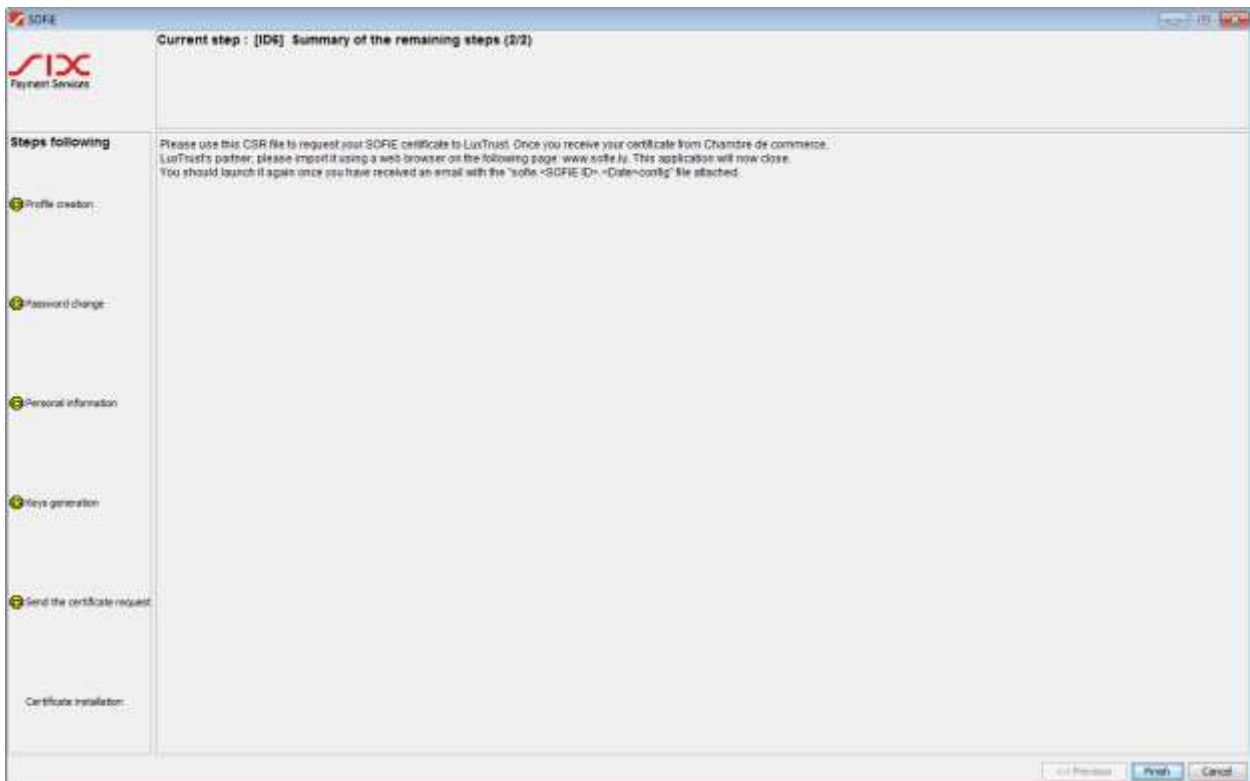 SOFiE
Current step : [ID6] Summary of the remaining steps (2/2)
SIX
Payment Services
Steps following
Please use this CSR file to request your SOFiE certificate to LuxTrust. Once you receive your certificate from Chambre de commerce,
LuxTrust's partner, please import it using a web browser on the following page: www.sofie.lu. This application will now close.
You should launch it again once you have received an email with the "sofie.<SOFiE ID>.<Date>config" file attached.
Profile creation
Password change
Personal information
Keys generation
Send the certificate request
Certificate installation
<< Previous
Finish
Cancel